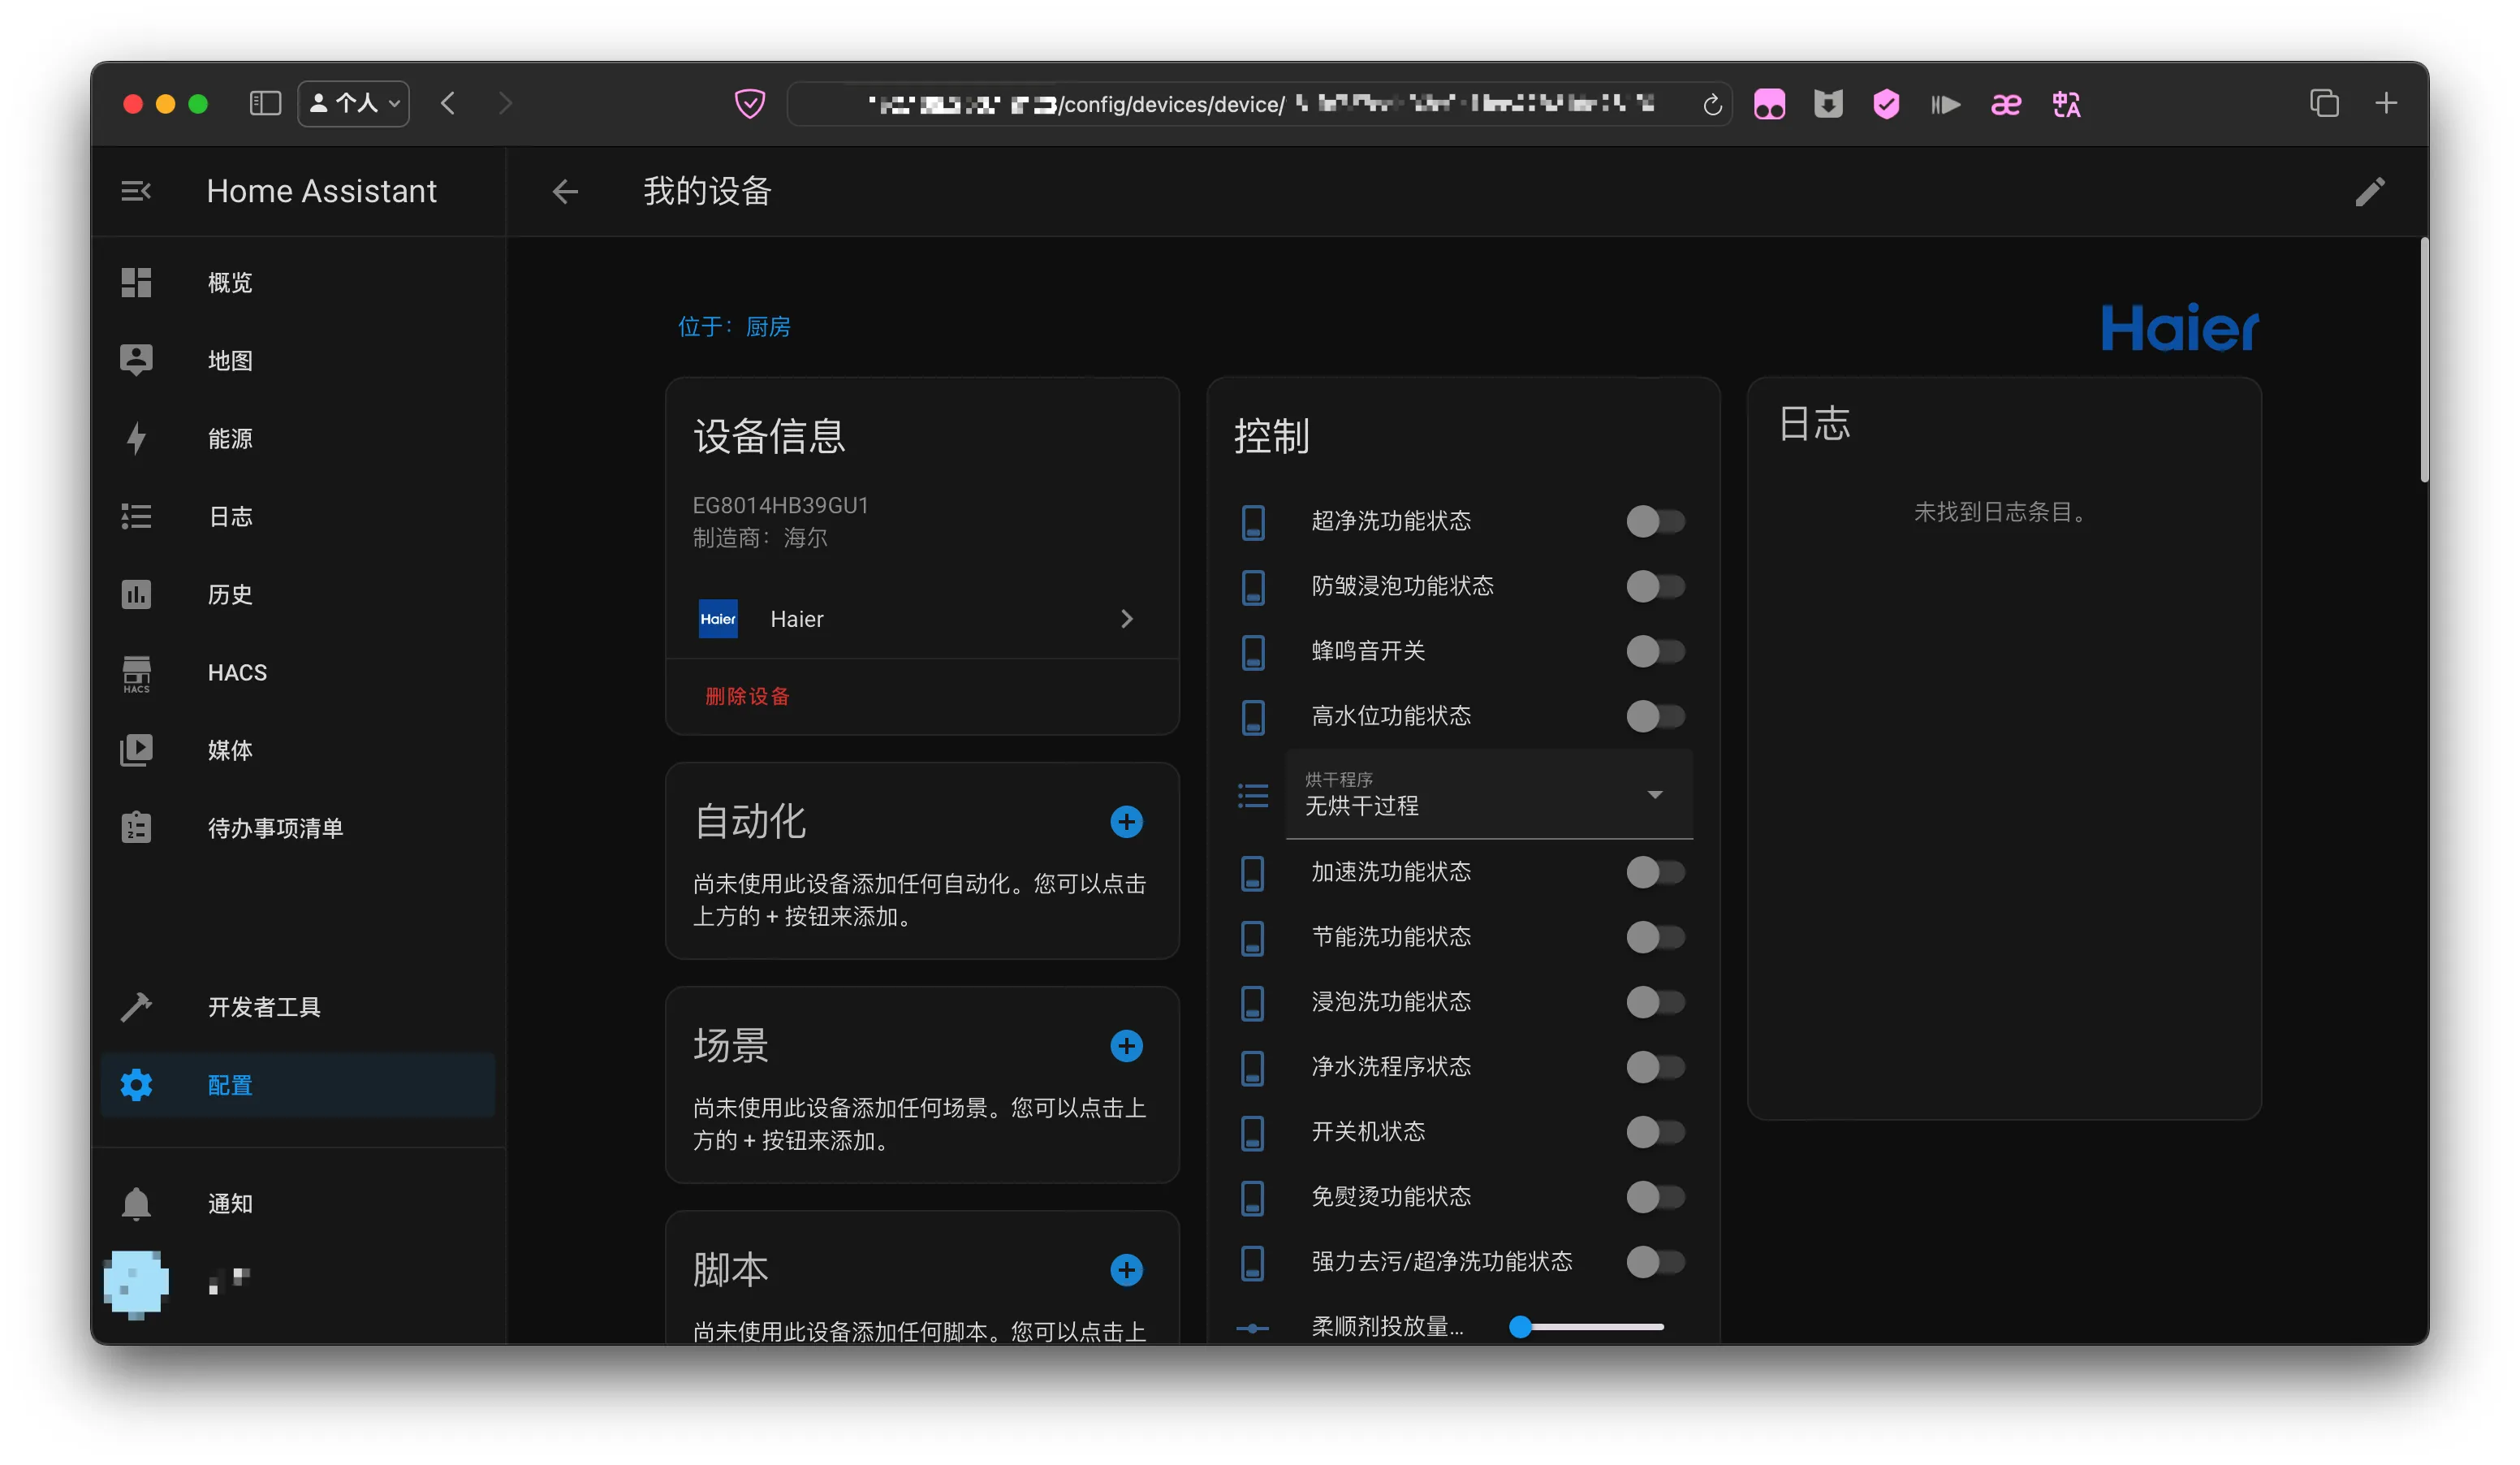 个人
/config/devices/device/
Home Assistant
我的设备
概览
地图
能源
日志
历史
HACS
HACS
媒体
待办事项清单
开发者工具
配置
通知
位于：厨房
Haier
设备信息
EG8014HB39GU1
制造商：海尔
Haier
Haier
删除设备
自动化
尚未使用此设备添加任何自动化。您可以点击
上方的 + 按钮来添加。
场景
尚未使用此设备添加任何场景。您可以点击上
方的 + 按钮来添加。
脚本
尚未使用此设备添加任何脚本。您可以点击上
控制
超净洗功能状态
防皱浸泡功能状态
蜂鸣音开关
高水位功能状态
烘干程序
无烘干过程
加速洗功能状态
节能洗功能状态
浸泡洗功能状态
净水洗程序状态
开关机状态
免熨烫功能状态
强力去污/超净洗功能状态
柔顺剂投放量...
日志
未找到日志条目。